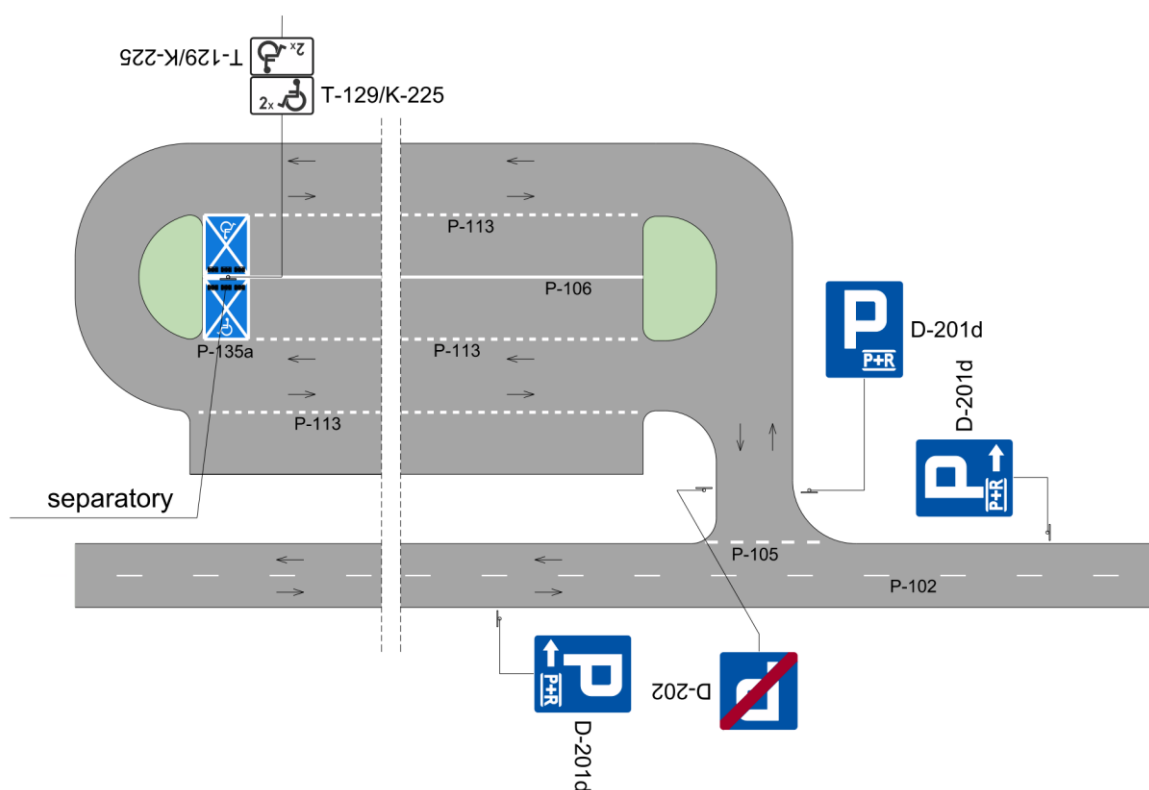 T-129/K-225
2x
2x
T-129/K-225
P-113
P-106
P-135a
P-113
P-113
separatory
P
P+R
D-201d
D-201d
P
P+R
P-105
P-102
P
P+R
D-201d
P
D-202